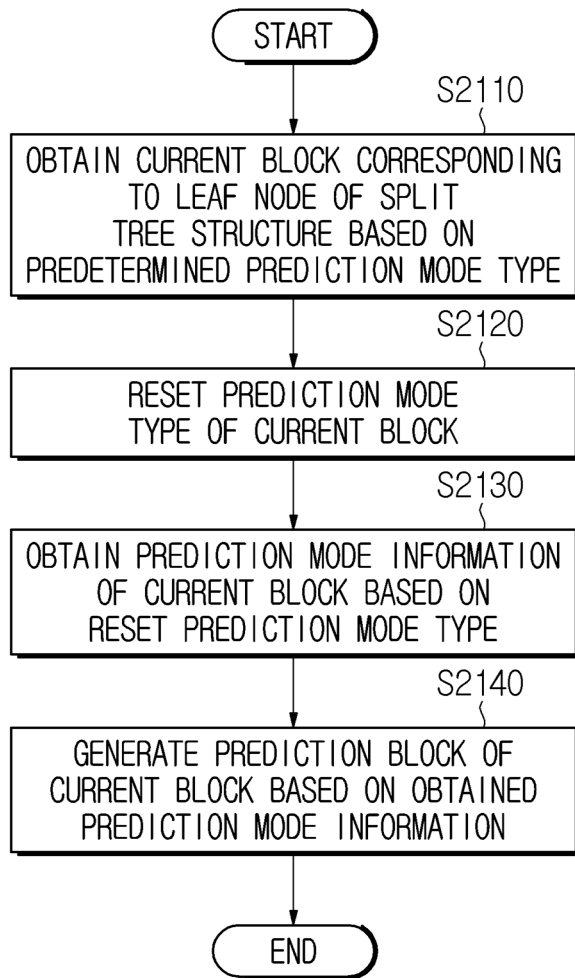 START
S2110
OBTAIN CURRENT BLOCK CORRESPONDING
TO LEAF NODE OF SPLIT
TREE STRUCTURE BASED ON
PREDETERMINED PREDICTION MODE TYPE
S2120
RESET PREDICTION MODE
TYPE OF CURRENT BLOCK
S2130
OBTAIN PREDICTION MODE INFORMATION
OF CURRENT BLOCK BASED ON
RESET PREDICTION MODE TYPE
S2140
GENERATE PREDICTION BLOCK OF
CURRENT BLOCK BASED ON OBTAINED
PREDICTION MODE INFORMATION
END